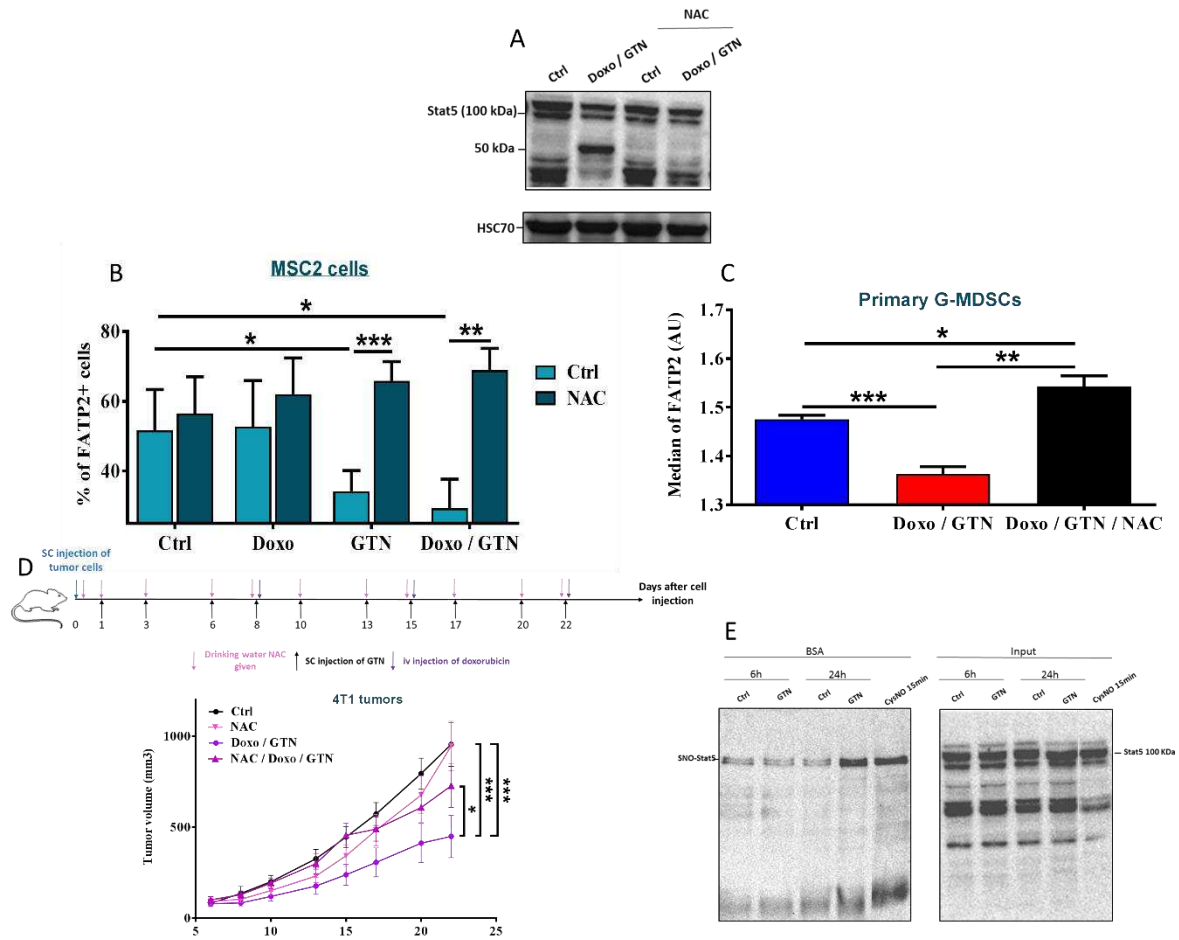 A
NAC
Ctrl
Doxo / GTN
Ctrl
Doxo / GTN
Stat5 (100 kDa)
50 kDa
HSC70
B
MSC2 cells
% of FATP2+ cells
80
60
40
*
*
***
**
Ctrl
NAC
Ctrl Doxo GTN Doxo / GTN
C
Primary G-MDSCs
Median of FATP2 (AU)
1.7
1.6
1.5
1.4
1.3
*
**
***
Ctrl Doxo / GTN Doxo / GTN / NAC
D
SC injection of
tumor cells
Days after cell
injection
0 1 3 6 8 10 13 15 17 20 22
Drinking water NAC
given
SC injection of GTN
iv injection of doxorubicin
4T1 tumors
Ctrl
NAC
Doxo / GTN
NAC / Doxo / GTN
Tumor volume (mm3)
1000
500
0
5 10 15 20 25
*
***
***
E
BSA
6h 24h
Ctrl GTN Ctrl GTN CysNO 15min
SNO-Stat5
Input
6h 24h
Ctrl GTN Ctrl GTN CysNO 15min
Stat5 100 KDa